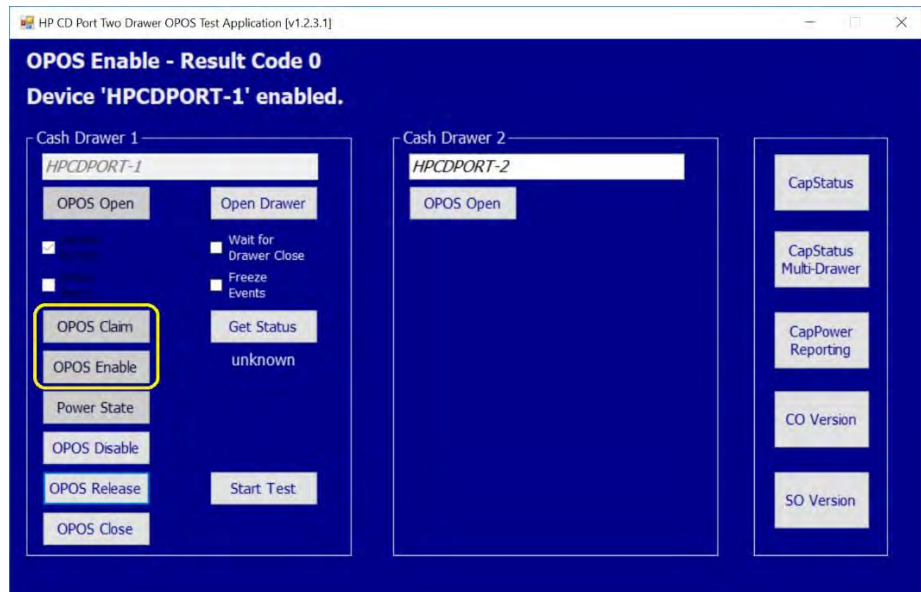 HP CD Port Two Drawer OPOS Test Application [v1.2.3.1]
OPOS Enable - Result Code 0
Device 'HPCDPORT-1' enabled.
Cash Drawer 1
HPCDPORT-1
OPOS Open
Open Drawer
Wait for
Drawer Close
Freeze
Events
OPOS Claim
Get Status
OPOS Enable
unknown
Power State
OPOS Disable
OPOS Release
Start Test
OPOS Close
Cash Drawer 2
HPCDPORT-2
OPOS Open
CapStatus
CapStatus
Multi-Drawer
CapPower
Reporting
CO Version
SO Version